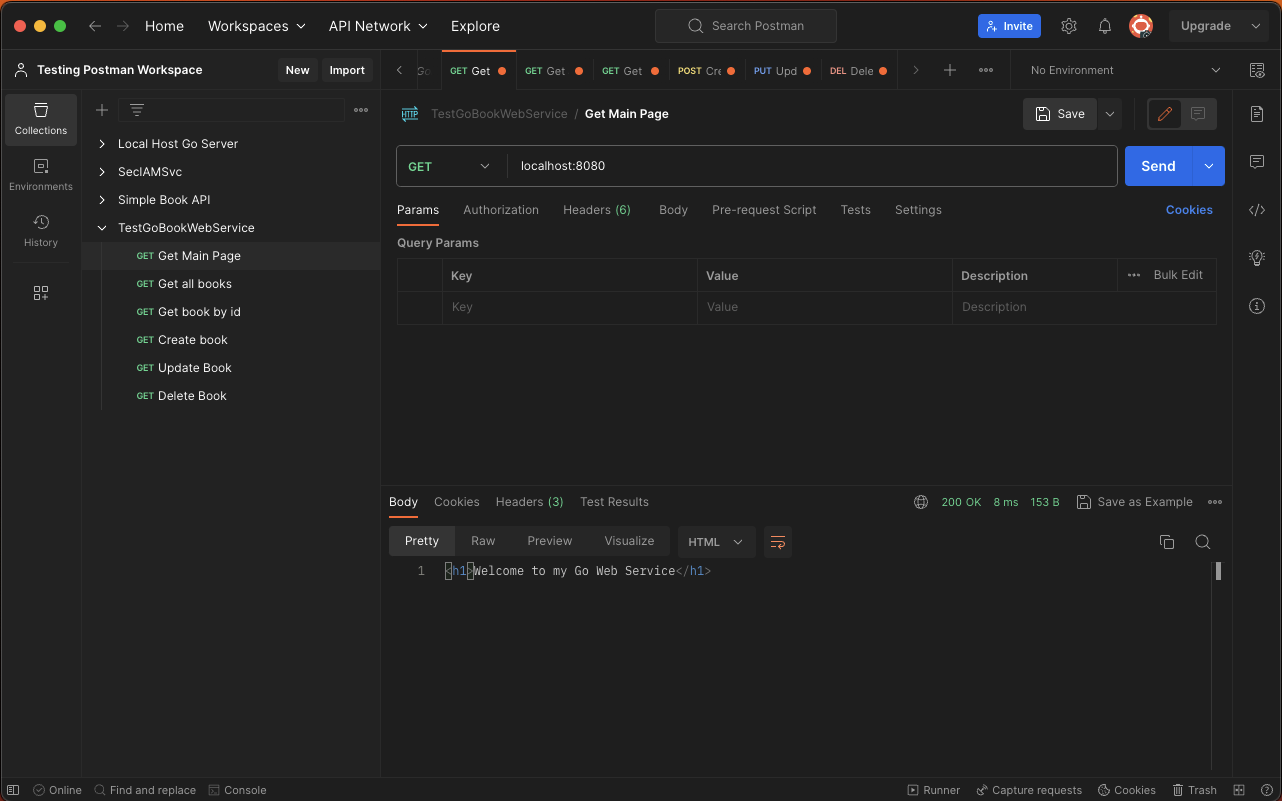 Home Workspaces API Network Explore Search Postman Invite Upgrade
Testing Postman Workspace New Import GET Get GET Get GET Get POST Cre PUT Upd DEL Dele No Environment
Collections
Environments
History
Local Host Go Server
SecIAMSvc
Simple Book API
TestGoBookWebService
GET Get Main Page
GET Get all books
GET Get book by id
GET Create book
GET Update Book
GET Delete Book
HTTP TestGoBookWebService / Get Main Page Save
GET localhost:8080 Send
Params Authorization Headers (6) Body Pre-request Script Tests Settings Cookies
Query Params
Key Value Description Bulk Edit
Key Value Description
Body Cookies Headers (3) Test Results 200 OK 8 ms 153 B Save as Example
Pretty Raw Preview Visualize HTML
1 <h1>Welcome to my Go Web Service</h1>
Online Find and replace Console Runner Capture requests Cookies Trash